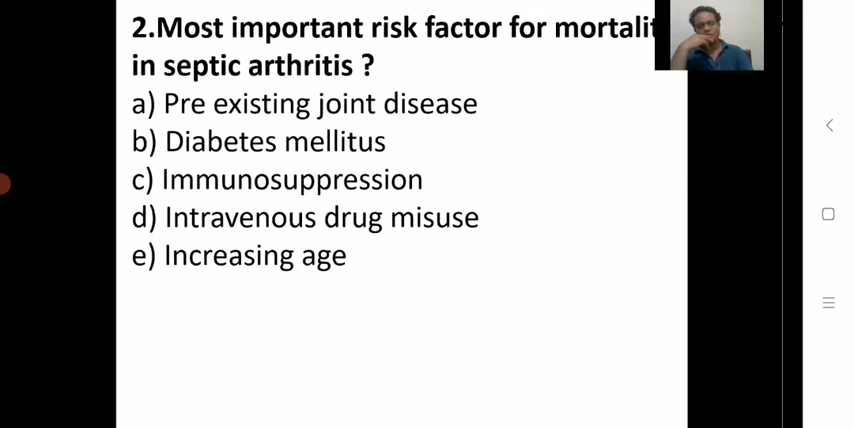 2.Most important risk factor for mortalit
in septic arthritis ?
a) Pre existing joint disease
b) Diabetes mellitus
c) Immunosuppression
d) Intravenous drug misuse
e) Increasing age